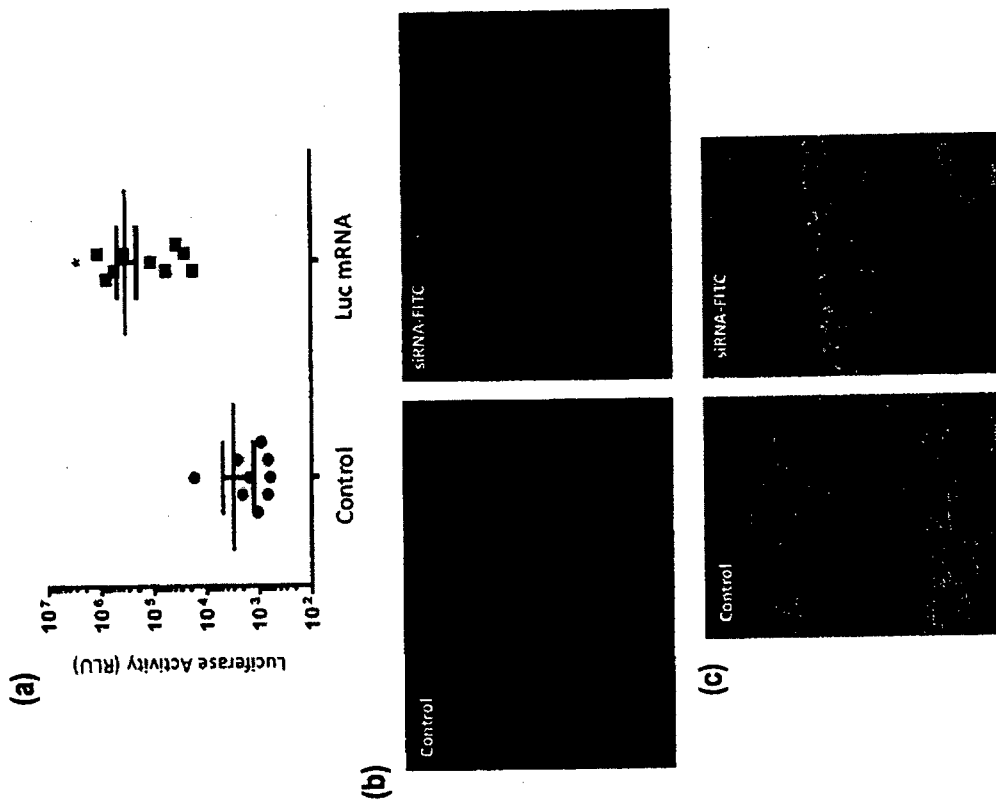 (a)
Luciferase Activity (RLU)
10⁷
10⁶
10⁵
10⁴
10³
10²
*
Control
Luc mRNA
(b)
Control
siRNA-FITC
(c)
Control
siRNA-FITC